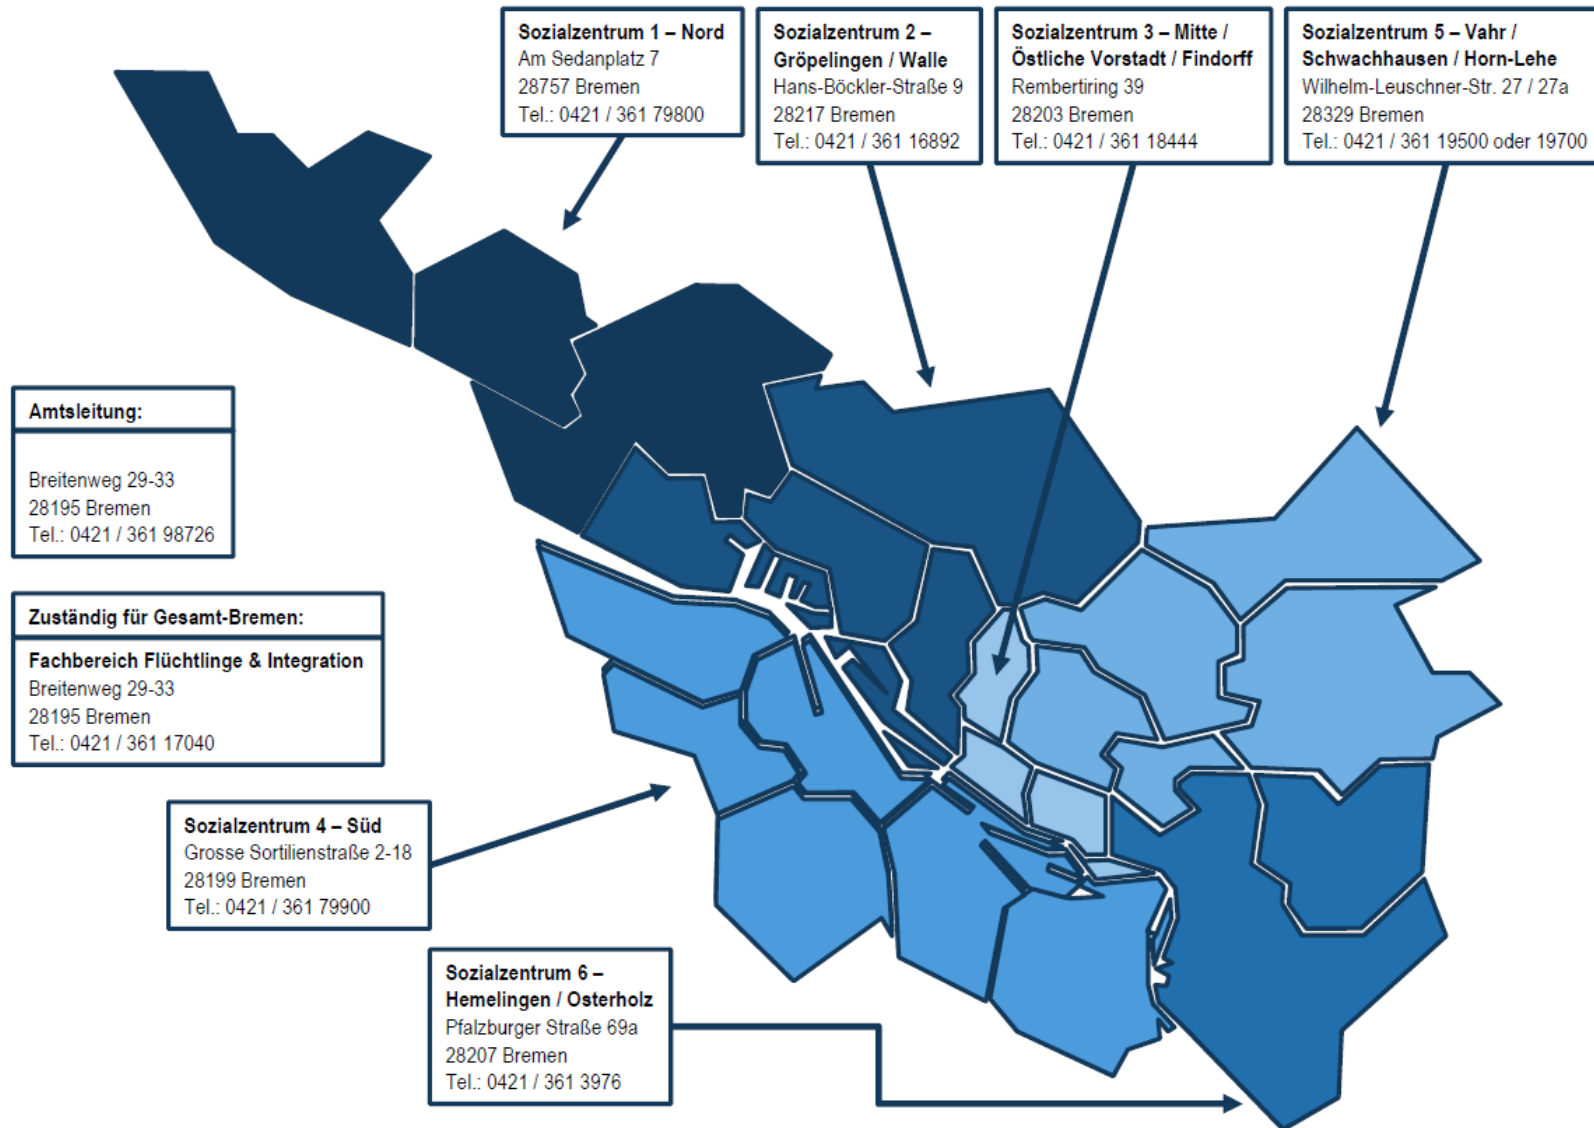 Sozialzentrum 1 – Nord
Am Sedanplatz 7
28757 Bremen
Tel.: 0421 / 361 79800
Sozialzentrum 2 –
Gröpelingen / Walle
Hans-Böckler-Straße 9
28217 Bremen
Tel.: 0421 / 361 16892
Sozialzentrum 3 – Mitte /
Östliche Vorstadt / Findorff
Rembertiring 39
28203 Bremen
Tel.: 0421 / 361 18444
Sozialzentrum 5 – Vahr /
Schwachhausen / Horn-Lehe
Wilhelm-Leuschner-Str. 27 / 27a
28329 Bremen
Tel.: 0421 / 361 19500 oder 19700
Amtsleitung:
Breitenweg 29-33
28195 Bremen
Tel.: 0421 / 361 98726
Zuständig für Gesamt-Bremen:
Fachbereich Flüchtlinge & Integration
Breitenweg 29-33
28195 Bremen
Tel.: 0421 / 361 17040
Sozialzentrum 4 – Süd
Grosse Sortilienstraße 2-18
28199 Bremen
Tel.: 0421 / 361 79900
Sozialzentrum 6 –
Hemelingen / Osterholz
Pfalzburger Straße 69a
28207 Bremen
Tel.: 0421 / 361 3976